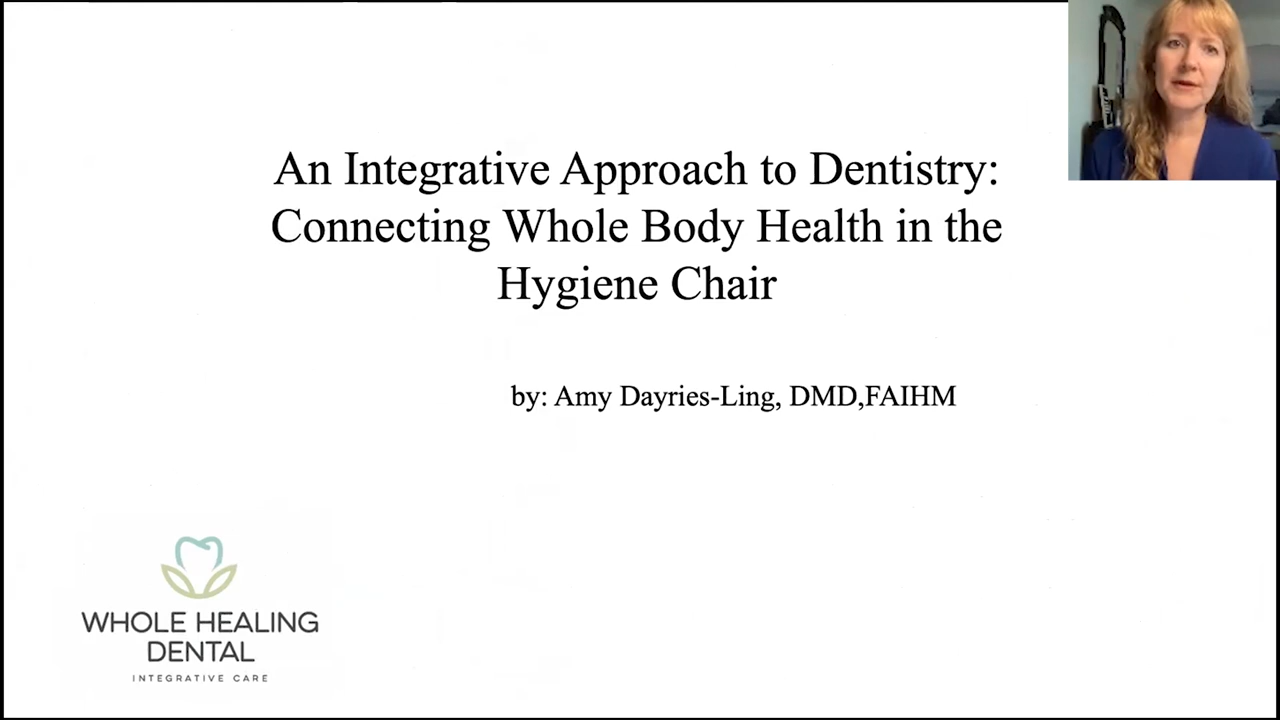 An Integrative Approach to Dentistry:
Connecting Whole Body Health in the
Hygiene Chair
by: Amy Dayries-Ling, DMD,FAIHM
WHOLE HEALING
DENTAL
INTEGRATIVE CARE